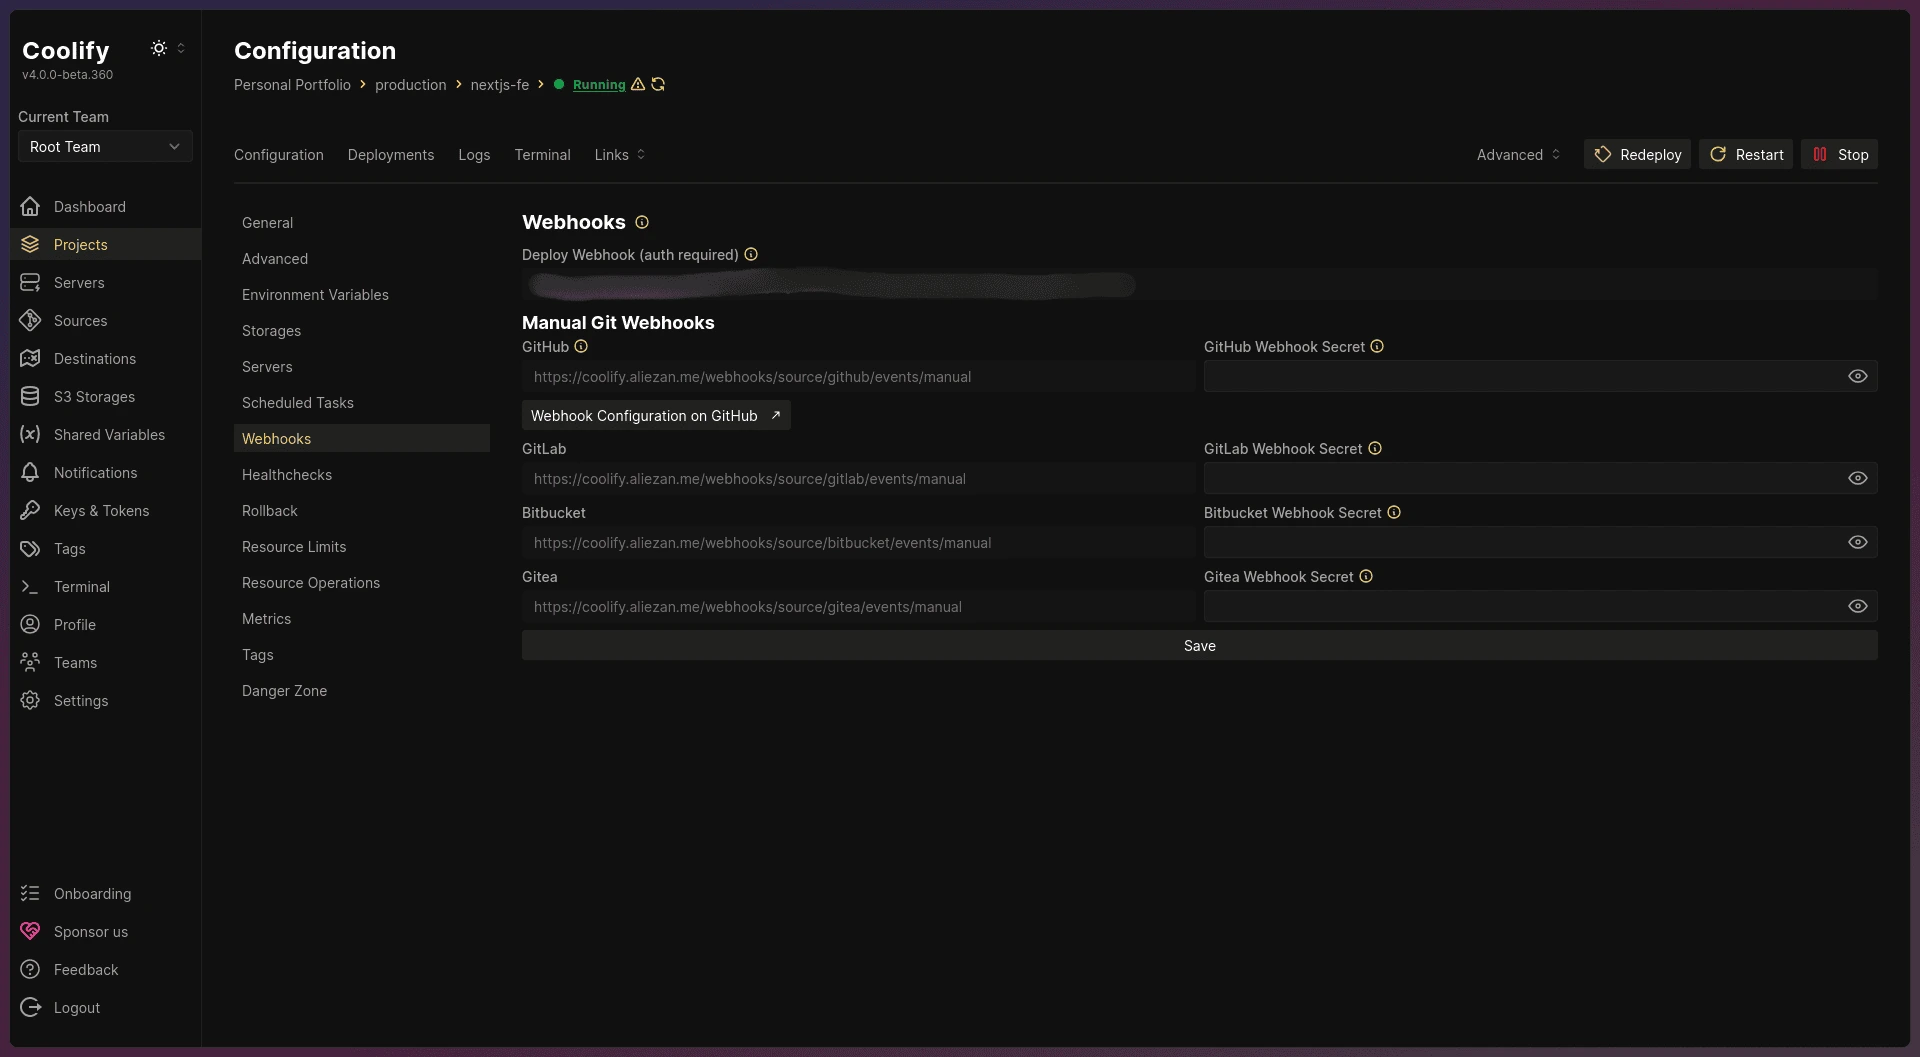 Coolify
v4.0.0-beta.360
Current Team
Root Team
Dashboard
Projects
Servers
Sources
Destinations
S3 Storages
Shared Variables
Notifications
Keys & Tokens
Tags
Terminal
Profile
Teams
Settings
Onboarding
Sponsor us
Feedback
Logout
Configuration
Personal Portfolio > production > nextjs-fe > Running
Configuration Deployments Logs Terminal Links
Advanced Redeploy Restart Stop
General
Advanced
Environment Variables
Storages
Servers
Scheduled Tasks
Webhooks
Healthchecks
Rollback
Resource Limits
Resource Operations
Metrics
Tags
Danger Zone
Webhooks
Deploy Webhook (auth required)
Manual Git Webhooks
GitHub GitHub Webhook Secret
https://coolify.aliezan.me/webhooks/source/github/events/manual
Webhook Configuration on GitHub
GitLab GitLab Webhook Secret
https://coolify.aliezan.me/webhooks/source/gitlab/events/manual
Bitbucket Bitbucket Webhook Secret
https://coolify.aliezan.me/webhooks/source/bitbucket/events/manual
Gitea Gitea Webhook Secret
https://coolify.aliezan.me/webhooks/source/gitea/events/manual
Save